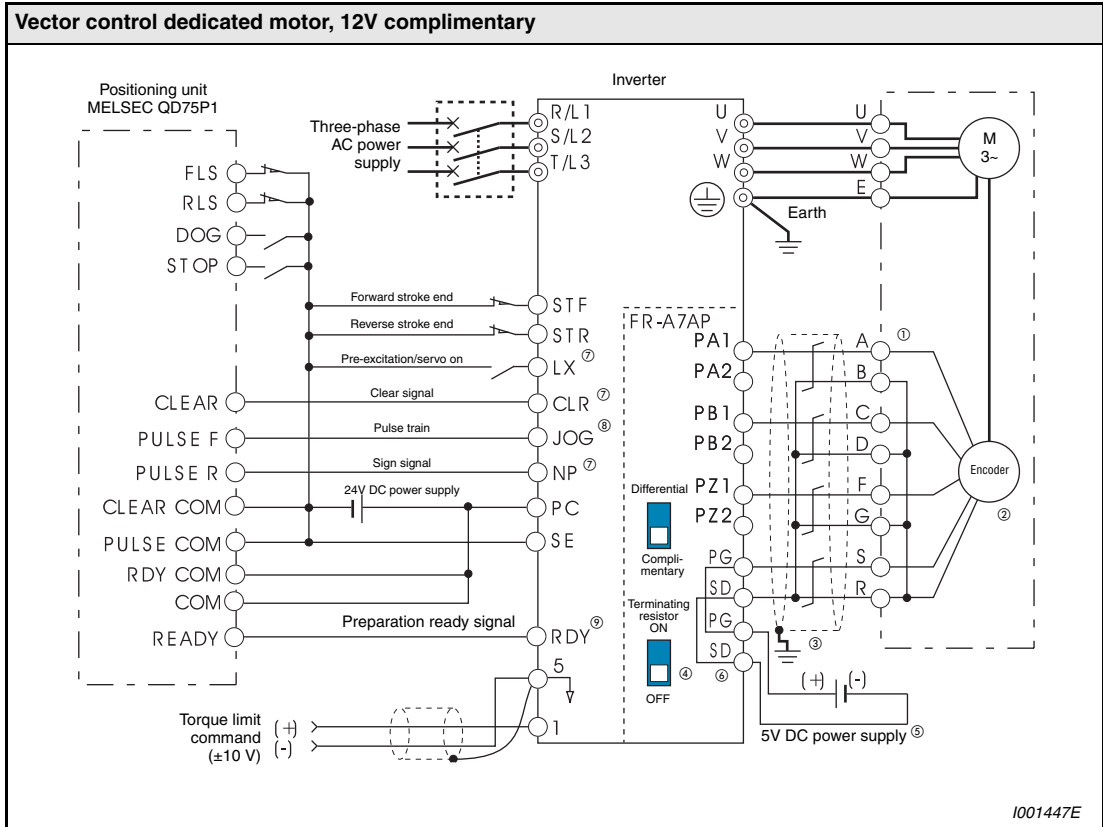 Vector control dedicated motor, 12V complimentary
Positioning unit
MELSEC QD75P1
FLS
RLS
DOG
STOP
CLEAR
PULSE F
PULSE R
CLEAR COM
PULSE COM
RDY COM
COM
READY
Three-phase
AC power
supply
Inverter
R/L1
S/L2
T/L3
U
V
W
Earth
U
V
W
E
M
3~
Forward stroke end
STF
Reverse stroke end
STR
Pre-excitation/servo on
LX ⑦
Clear signal
CLR ⑦
Pulse train
JOG ⑧
Sign signal
NP ⑦
24V DC power supply
PC
SE
Preparation ready signal
RDY ⑨
5
1
Torque limit
command
(±10 V)
(+)
(-)
FR-A7AP
PA1
PA2
PB1
PB2
PZ1
PZ2
PG
SD
PG
SD
⑥
Differential
Compli-
mentary
Terminating
resistor
ON
④
OFF
A
①
B
C
D
F
G
S
R
③
Encoder
②
(+)
(-)
5V DC power supply ⑤
I001447E